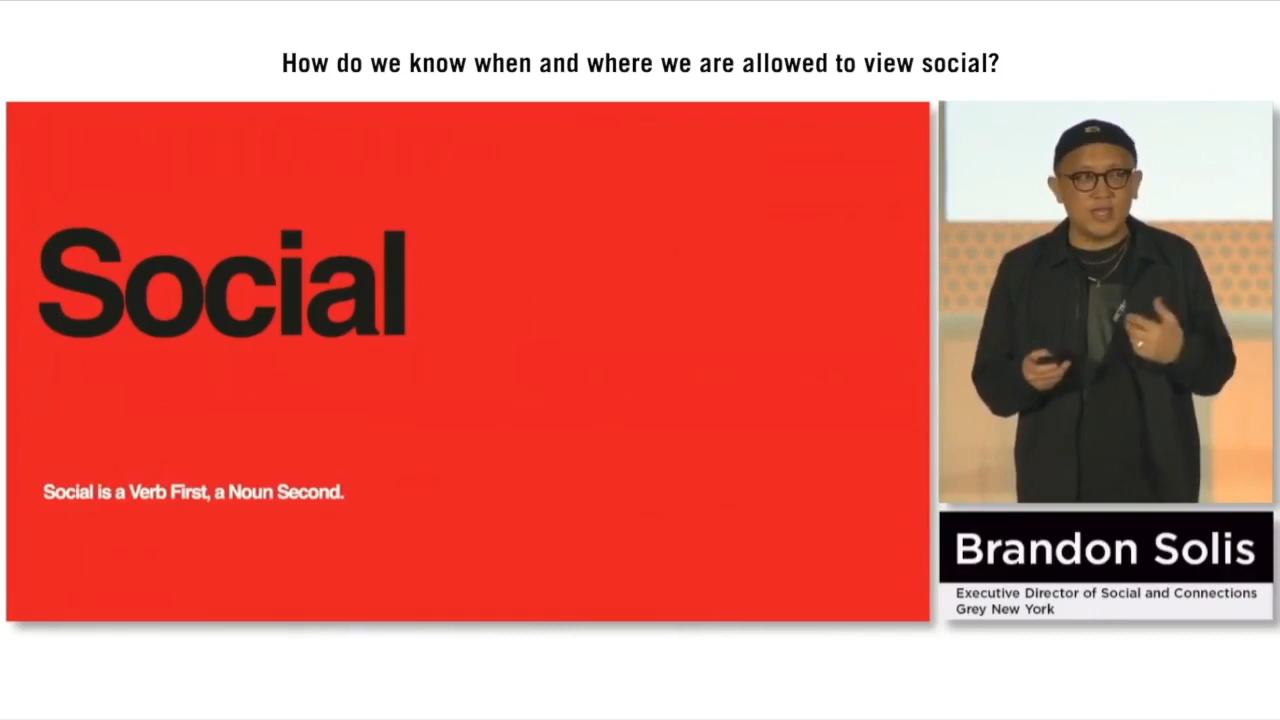 How do we know when and where we are allowed to view social?
Social
Social is a Verb First, a Noun Second.
Brandon Solis
Executive Director of Social and Connections
Grey New York